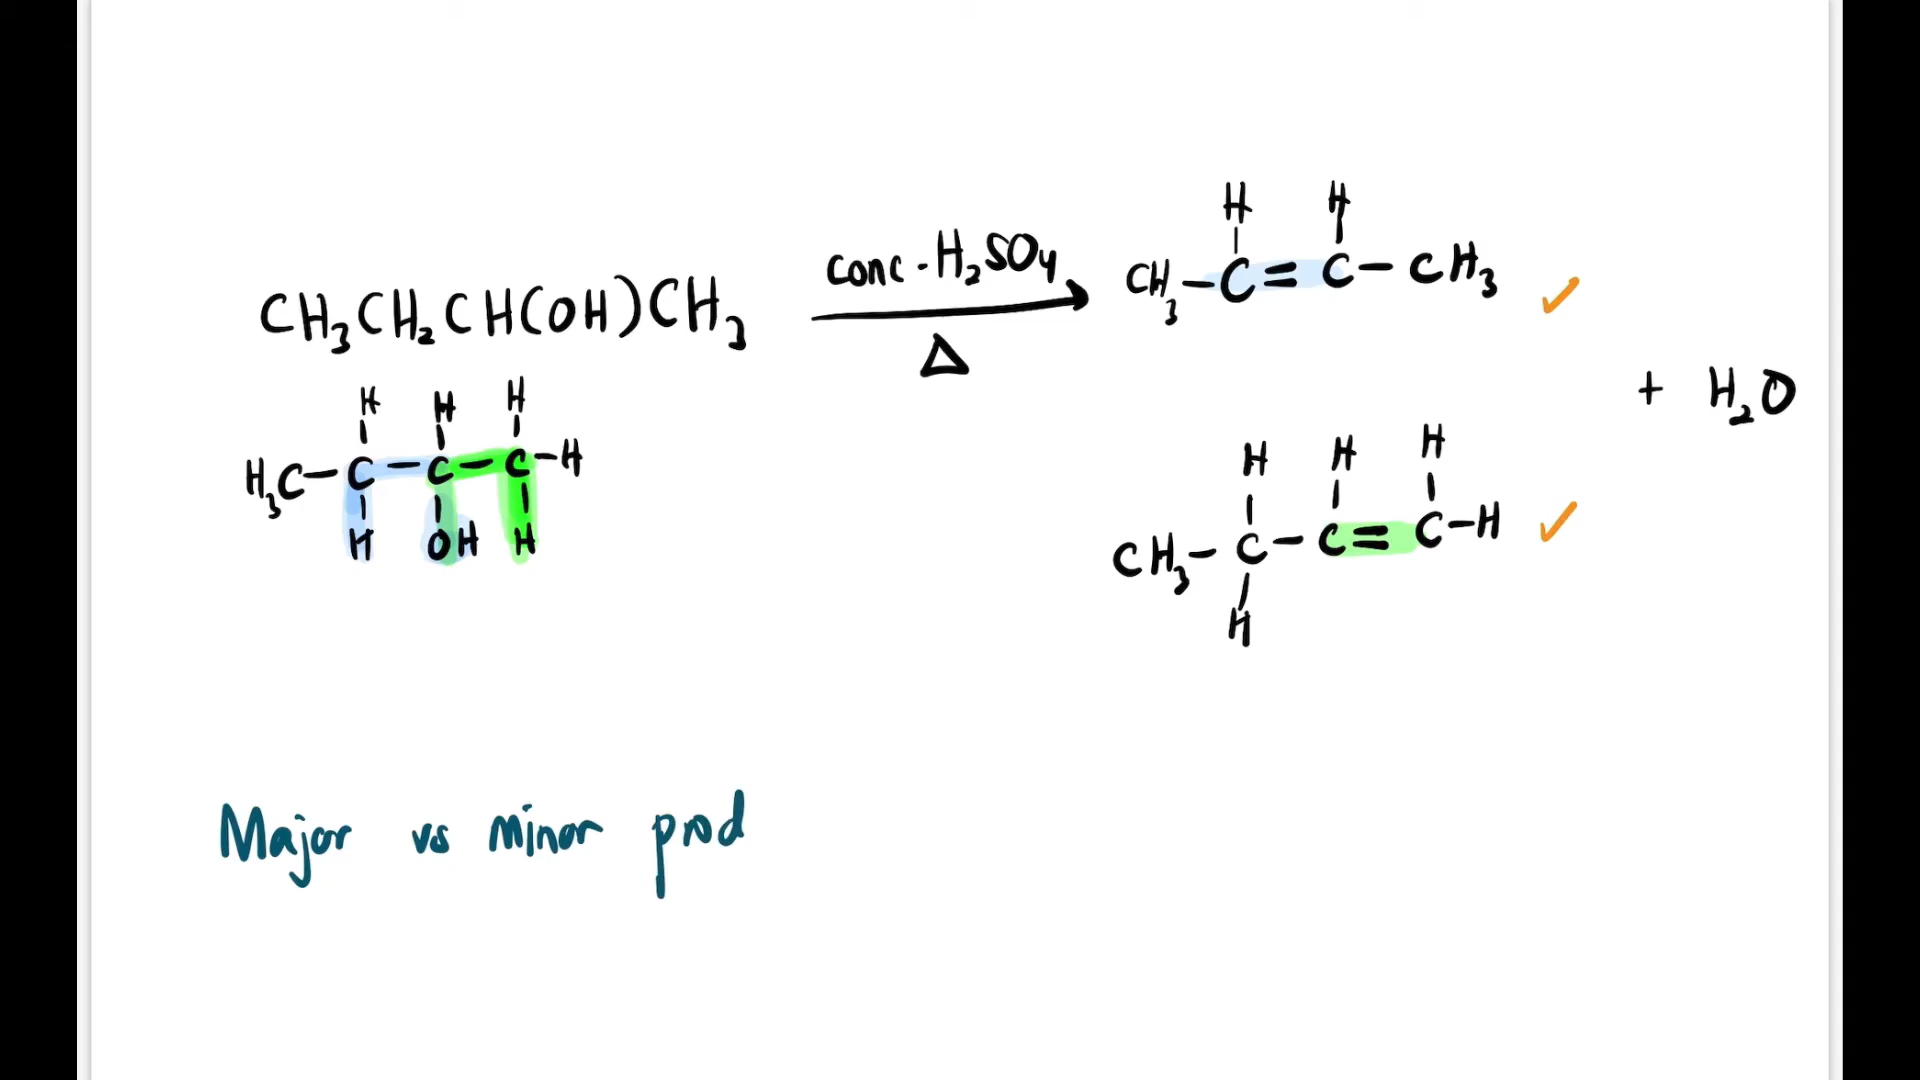 CH₃CH₂CH(OH)CH₃
conc. H₂SO₄
Δ
H H
CH₃-C=C-CH₃
+ H₂O
H H H
H₃C-C-C-C-H
H OH H
H H H
CH₃-C-C=C-H
H
Major vs minor prod